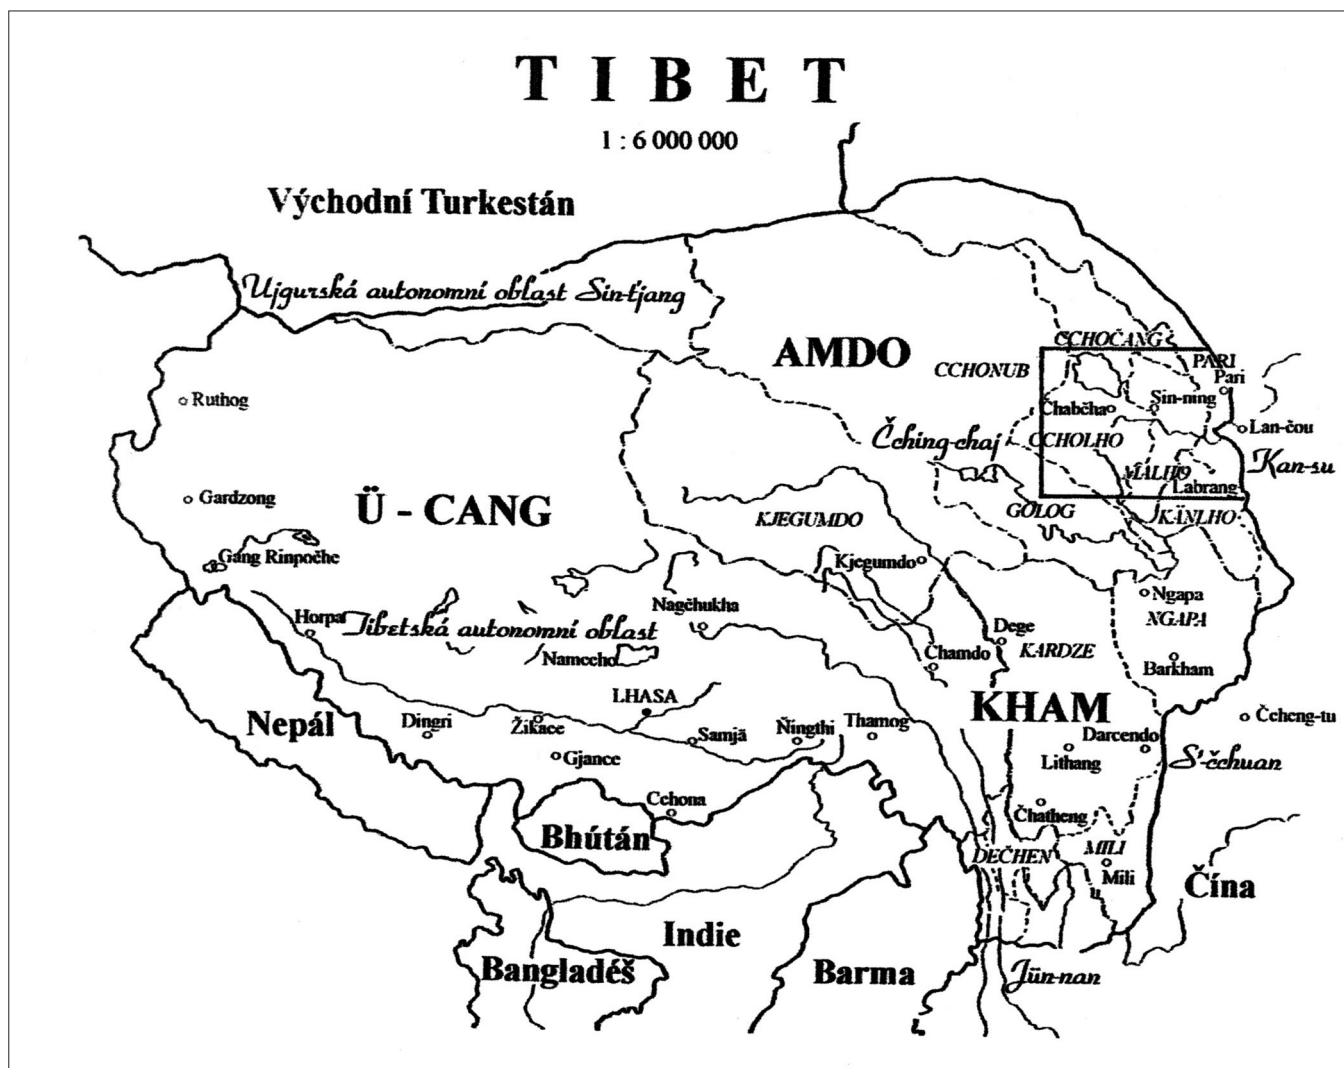 TIBET
1 : 6 000 000
Východní Turkestán
Ujgurská autonomní oblast Sin-ťjang
AMDO
CCHOČANG
CCHONUB
PARI
Pari
Ruthog
Čhabčha
Sin-ning
Lan-čou
Čching-chaj
CCHOLHO
Kan-su
MALHO
Labrang
Gardzong
Ü - CANG
KJEGUMDO
GOLOG
KÄNLHO
Gang Rinpočhe
Kjegumdo
Ngapa
NGAPA
Nagčhukha
Horpa
Tibetská autonomní oblast
Dege
KARDZE
Namccho
Čhamdo
Barkham
LHASA
KHAM
Nepál
Dingri
Žikace
Samjä
Ňingthi
Thamog
Čcheng-tu
Darcendo
Gjance
Lithang
S'-čchuan
Cchona
Čhatheng
Bhútán
DEČHEN
MILI
Mili
Čína
Indie
Bangladéš
Barma
Jün-nan